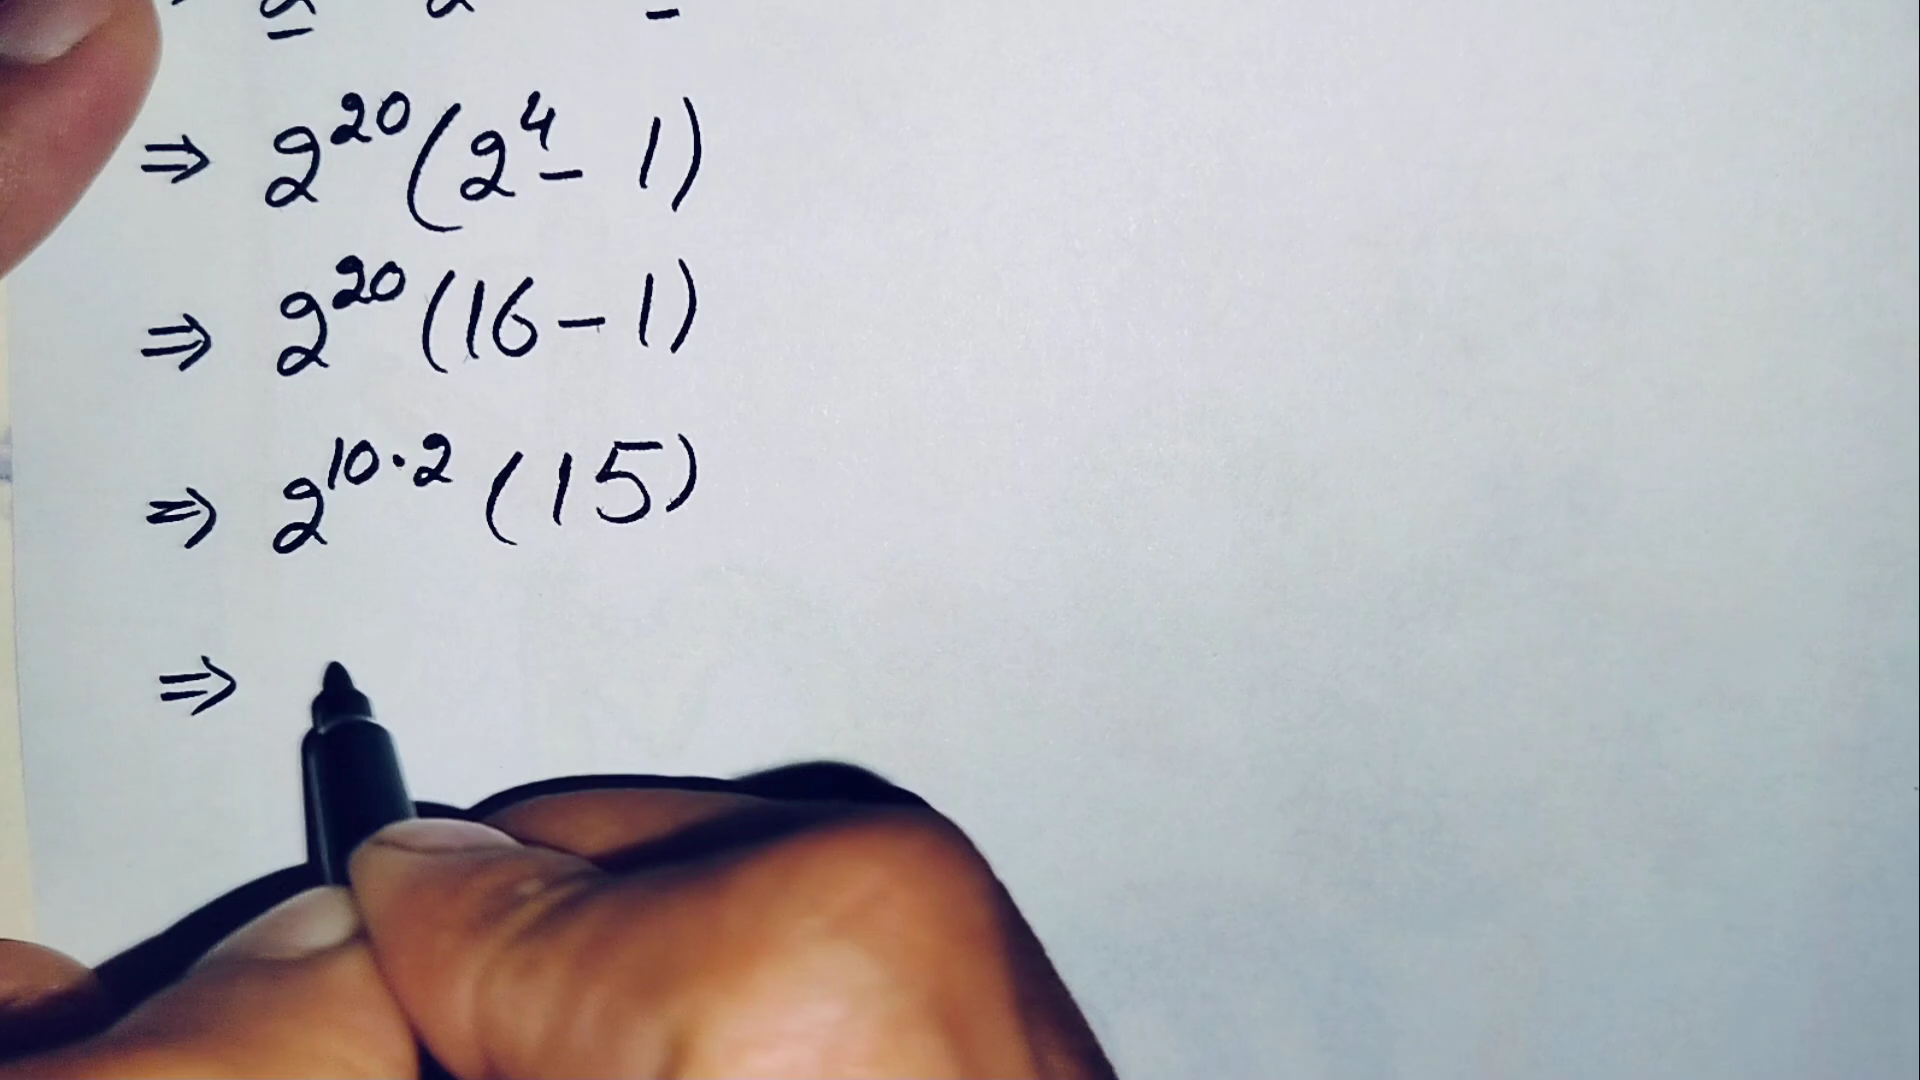 ⇒ 2^20 (2^4 - 1)
⇒ 2^20 (16 - 1)
⇒ 2^10·2 (15)
⇒